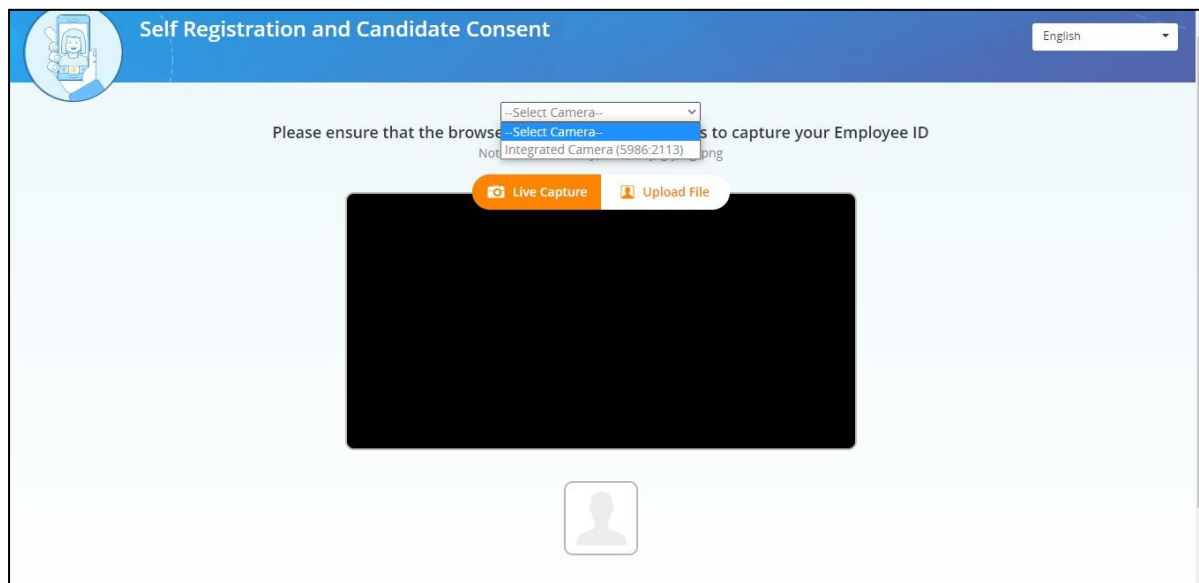 Self Registration and Candidate Consent
English
--Select Camera--
Please ensure that the browse
--Select Camera--
s to capture your Employee ID
Integrated Camera (5986:2113)
png
Live Capture
Upload File